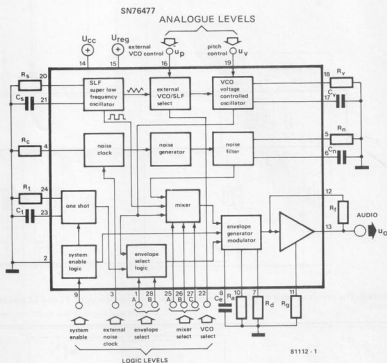 SN76477
ANALOGUE LEVELS
Ucc
Ureg
external
VCO control
up
pitch
control
uv
14
15
16
19
Rs
20
Cs
21
SLF
super low
frequency
oscillator
external
VCO/SLF
select
VCO
voltage
controlled
oscillator
18
Rv
17
Cv
Rc
4
noise
clock
noise
generator
noise
filter
5
Rn
6
Cn
R1
24
C1
23
one shot
mixer
envelope
generator
modulator
12
Rf
13
AUDIO
uo
2
system
enable
logic
envelope
select
logic
9
3
1
28
25
26
27
22
A
B
A
B
C
8
Ce
Ra
10
7
Rd
11
Rg
system
enable
external
noise
clock
envelope
select
mixer
select
VCO
select
LOGIC LEVELS
81112 - 1